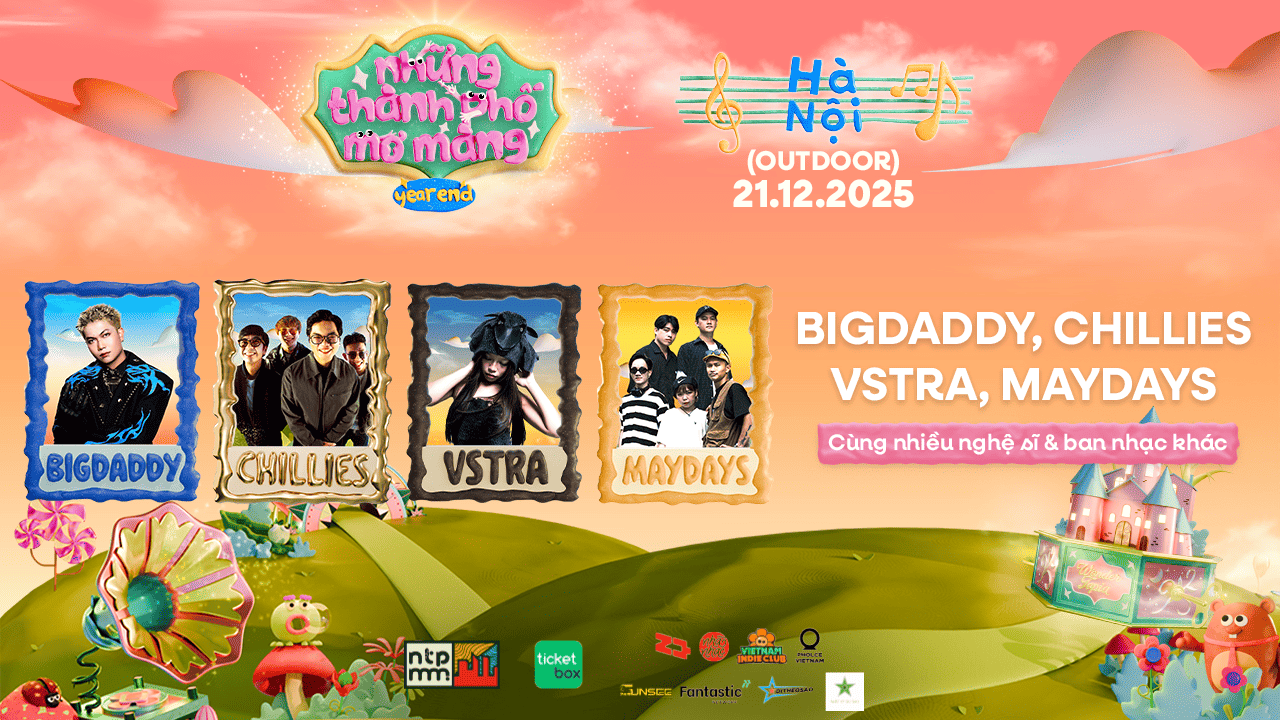 những
thành phố
mơ màng
year end
Hà
Nội
(OUTDOOR)
21.12.2025
BIGDADDY
CHILLIES
VSTRA
MAYDAYS
BIGDADDY, CHILLIES
VSTRA, MAYDAYS
Cùng nhiều nghệ sĩ & ban nhạc khác
ntp
mm
ticket
box
VIETNAM
INDIE CLUB
PHOLCE
VIETNAM
SUNSEE
Fantastic
DITHEOSAO